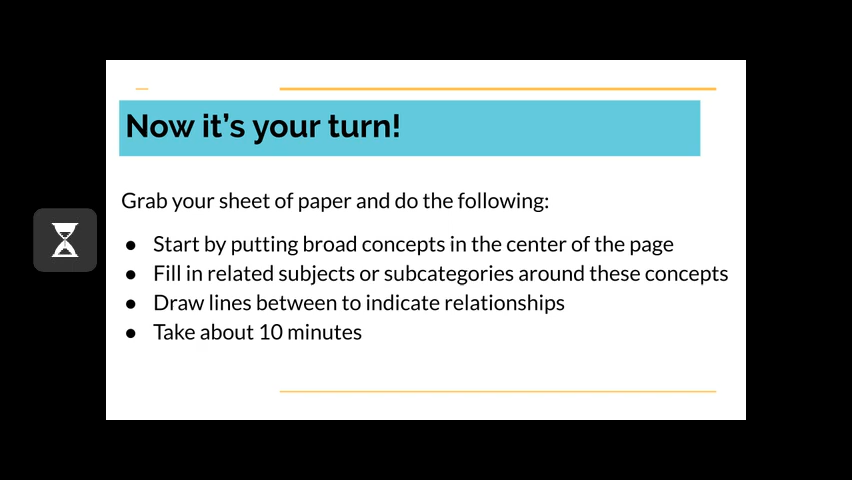 Now it’s your turn!
Grab your sheet of paper and do the following:
● Start by putting broad concepts in the center of the page
● Fill in related subjects or subcategories around these concepts
● Draw lines between to indicate relationships
● Take about 10 minutes